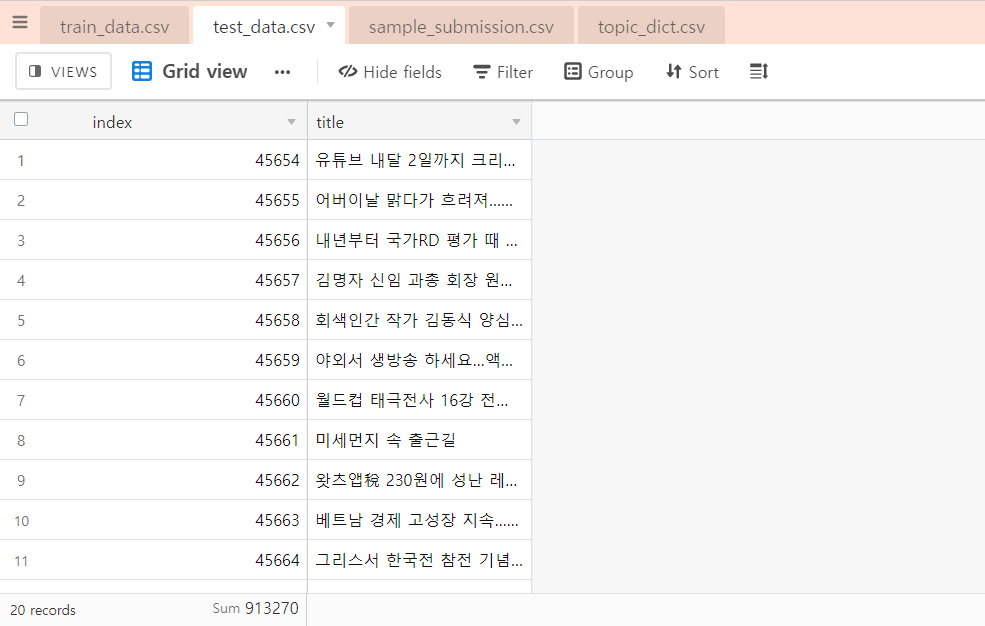 train_data.csv test_data.csv sample_submission.csv topic_dict.csv
VIEWS Grid view ... Hide fields Filter Group Sort
index title
1 45654 유튜브 내달 2일까지 크리...
2 45655 어버이날 맑다가 흐려져......
3 45656 내년부터 국가RD 평가 때 ...
4 45657 김명자 신임 과총 회장 원...
5 45658 회색인간 작가 김동식 양심...
6 45659 야외서 생방송 하세요...액...
7 45660 월드컵 태극전사 16강 전...
8 45661 미세먼지 속 출근길
9 45662 왓츠앱稅 230원에 성난 레...
10 45663 베트남 경제 고성장 지속......
11 45664 그리스서 한국전 참전 기념...
20 records Sum 913270